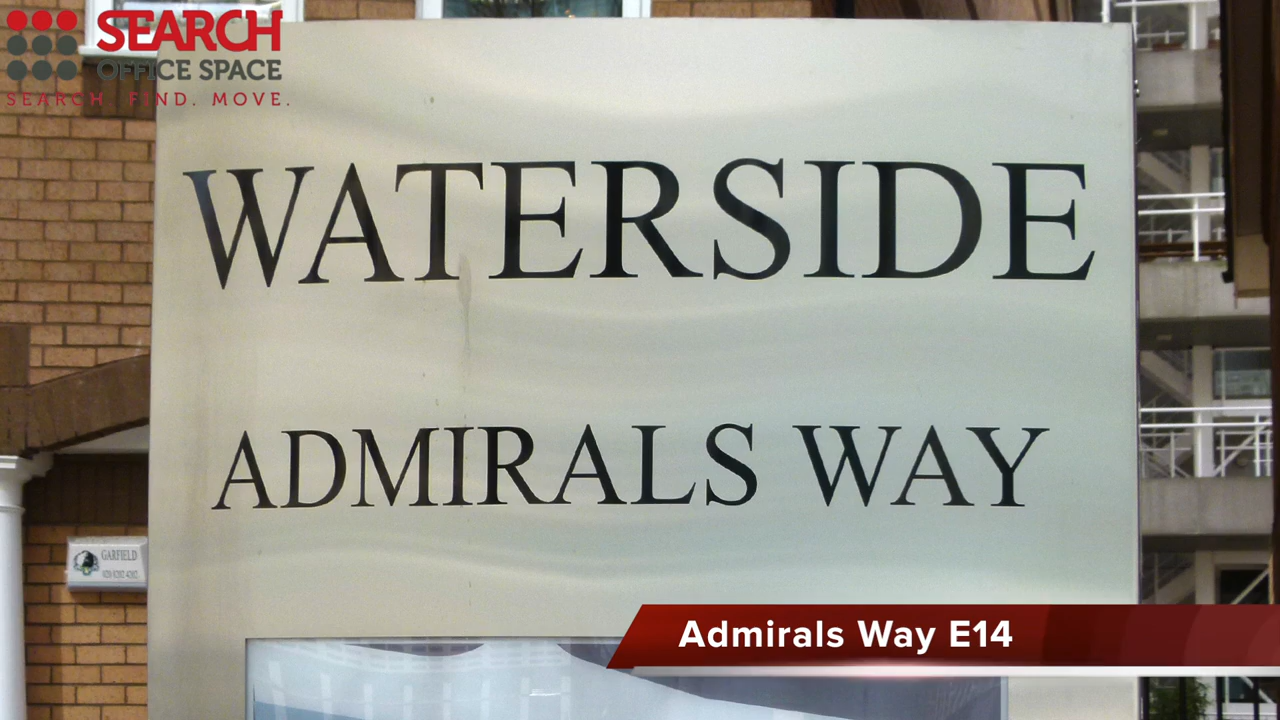 SEARCH
OFFICE SPACE
SEARCH. FIND. MOVE.
WATERSIDE
ADMIRALS WAY
GARFIELD
Admirals Way E14